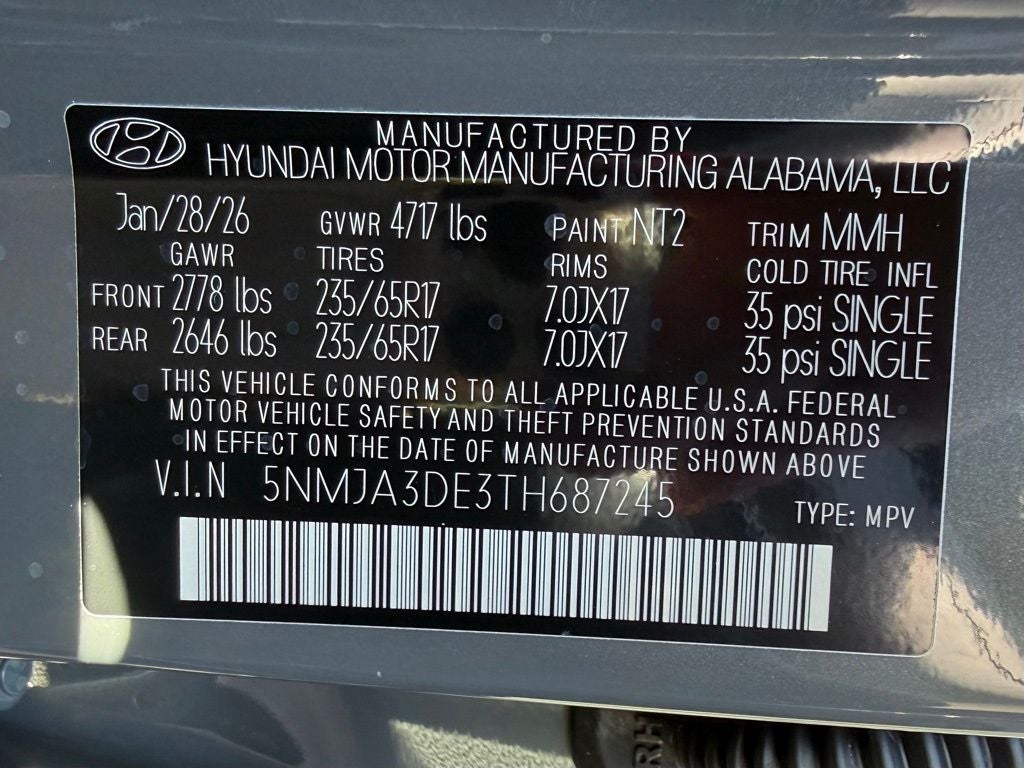 MANUFACTURED BY
HYUNDAI MOTOR MANUFACTURING ALABAMA, LLC
Jan/28/26 GVWR 4717 lbs PAINT NT2 TRIM MMH
GAWR TIRES RIMS COLD TIRE INFL
FRONT 2778 lbs 235/65R17 7.0JX17 35 psi SINGLE
REAR 2646 lbs 235/65R17 7.0JX17 35 psi SINGLE
THIS VEHICLE CONFORMS TO ALL APPLICABLE U.S.A. FEDERAL
MOTOR VEHICLE SAFETY AND THEFT PREVENTION STANDARDS
IN EFFECT ON THE DATE OF MANUFACTURE SHOWN ABOVE
V.I.N 5NMJA3DE3TH687245 TYPE: MPV
RH